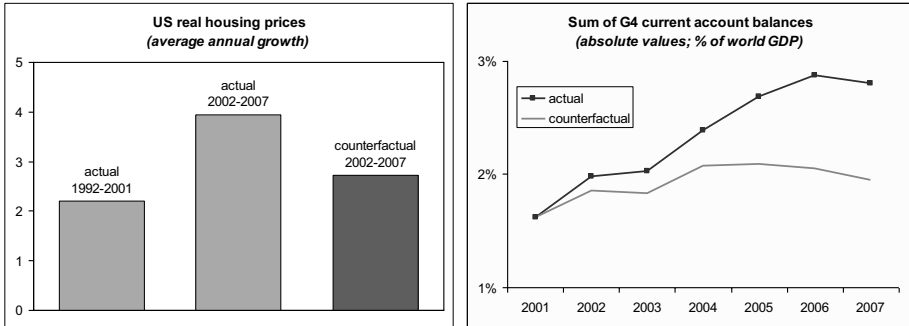 US real housing prices
(average annual growth)
5
4
3
2
1
0
actual
1992-2001
actual
2002-2007
counterfactual
2002-2007
Sum of G4 current account balances
(absolute values; % of world GDP)
3%
2%
1%
actual
counterfactual
2001 2002 2003 2004 2005 2006 2007